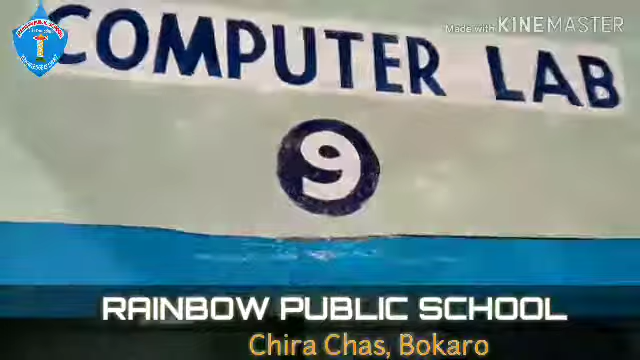 Made with KINEMASTER
COMPUTER LAB
9
RAINBOW PUBLIC SCHOOL
Chira Chas, Bokaro